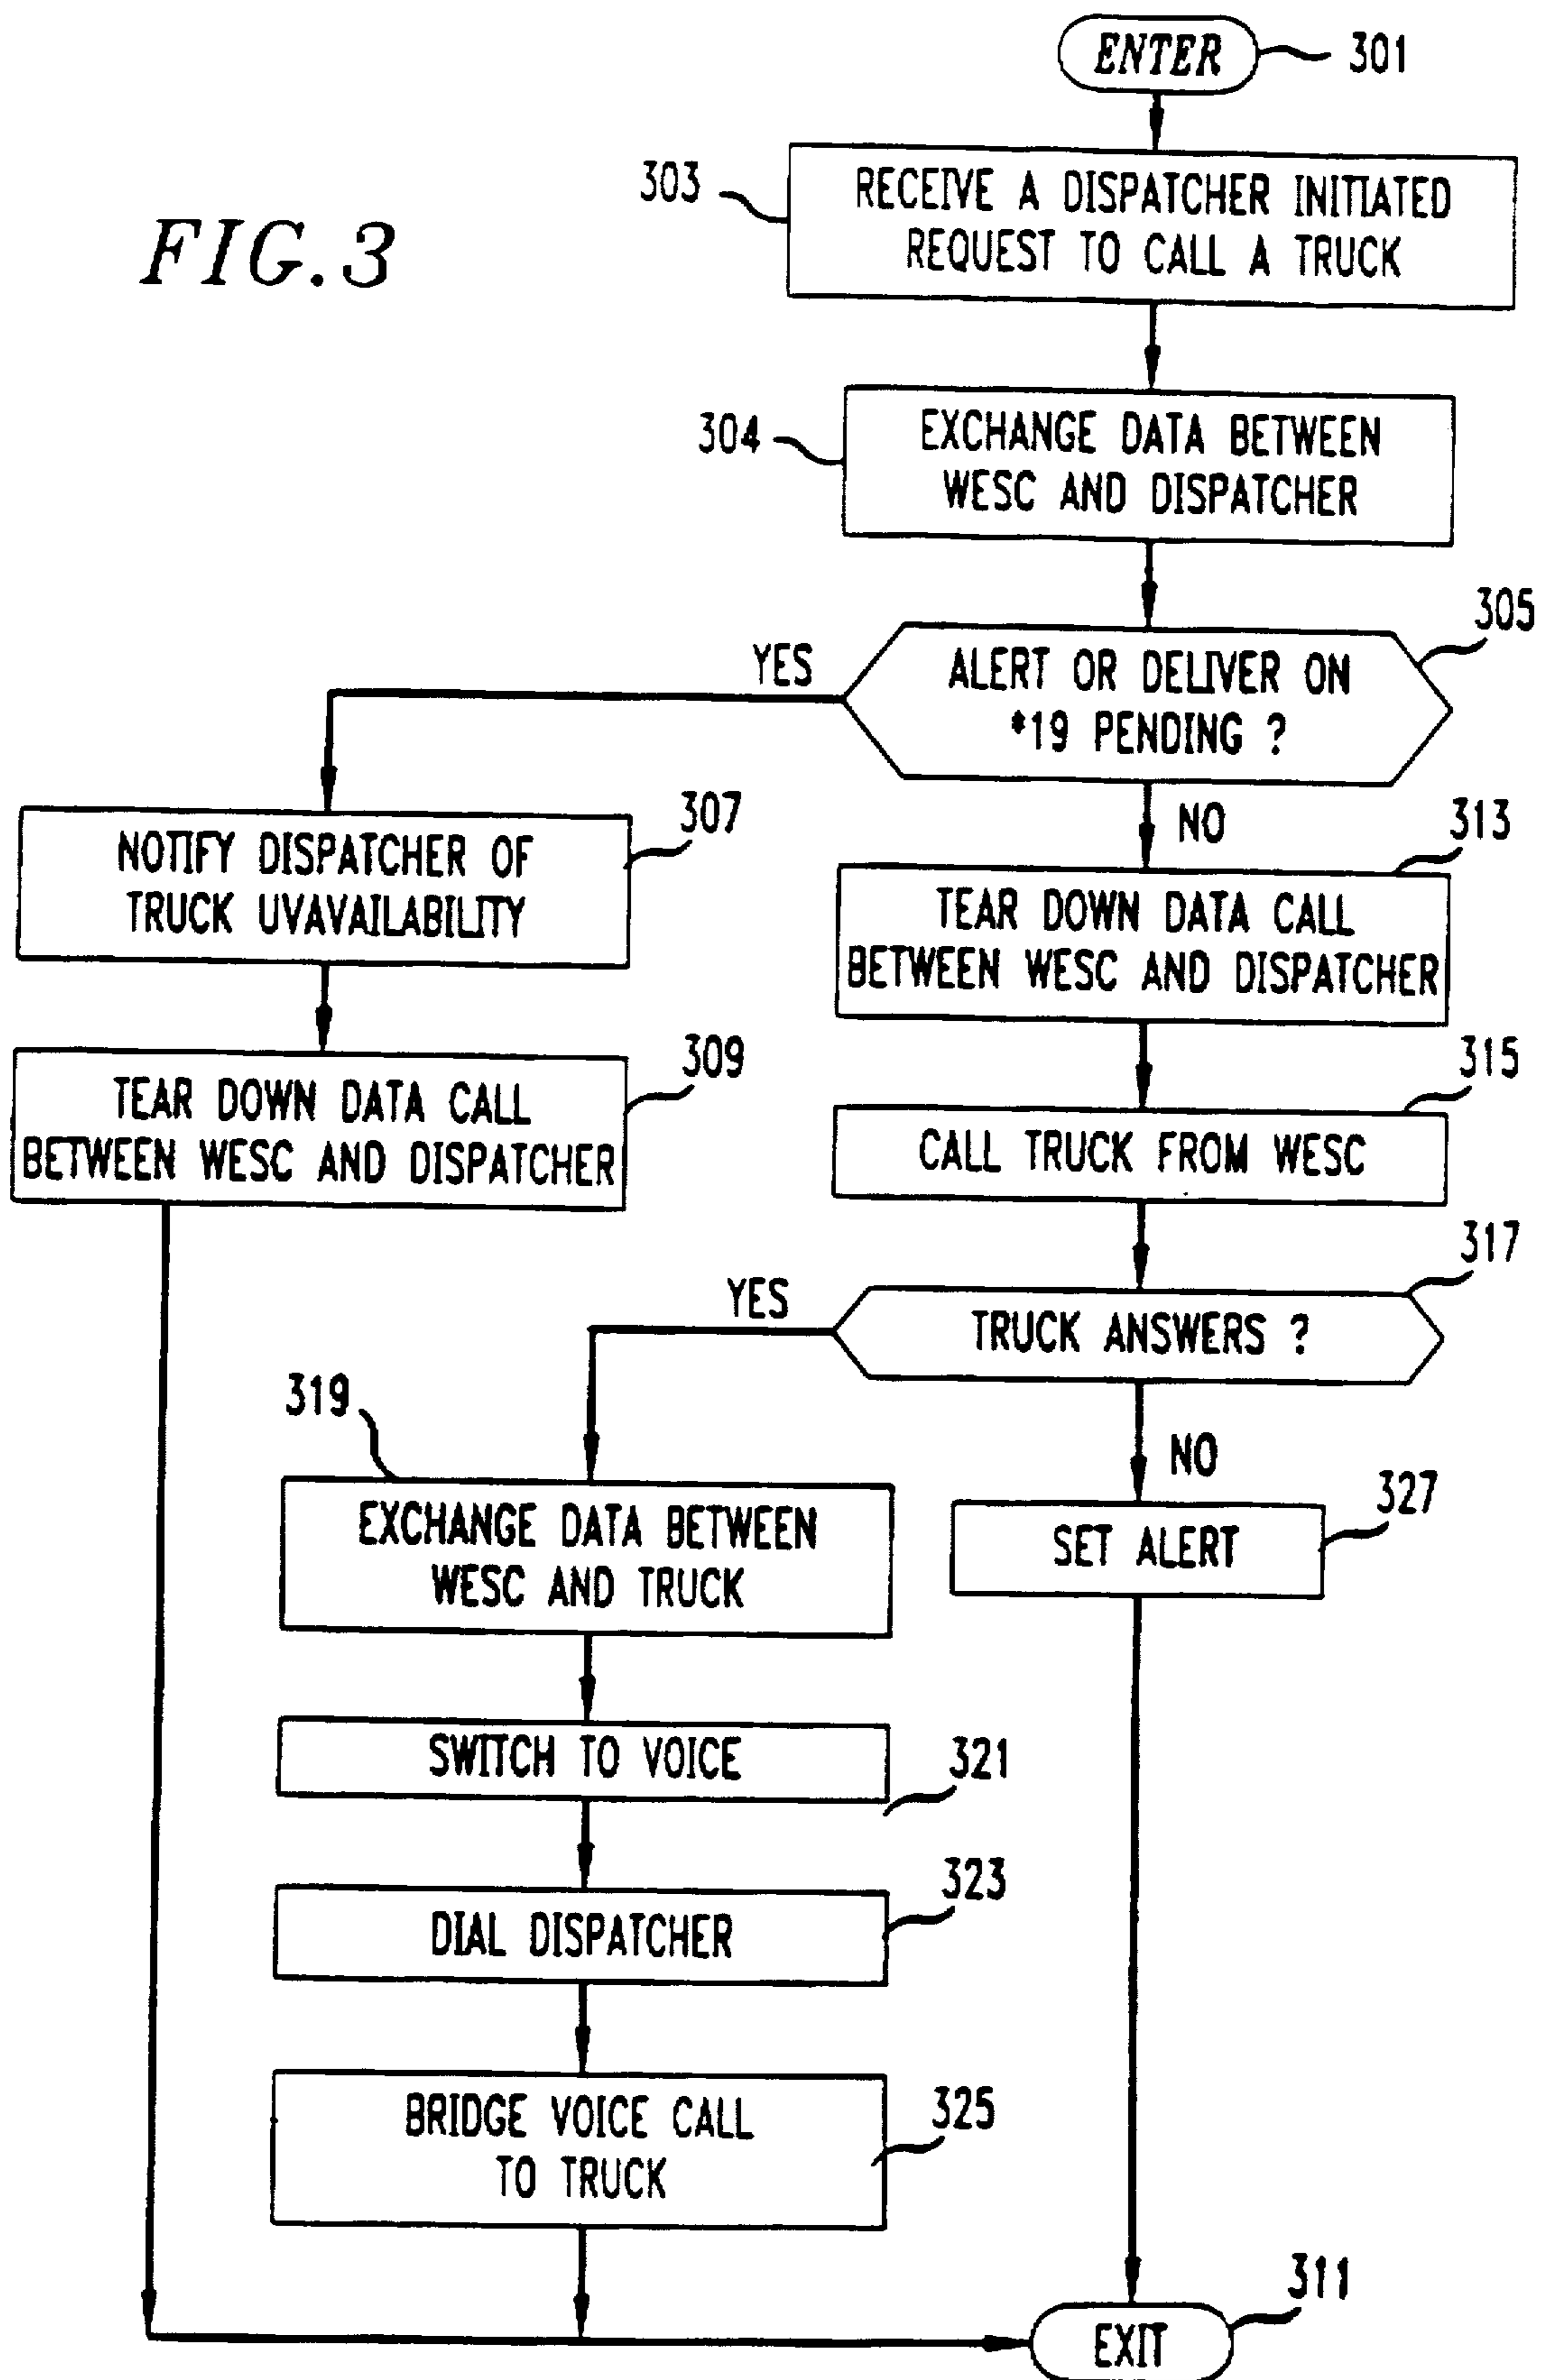 FIG.3
ENTER
301
303
RECEIVE A DISPATCHER INITIATED
REQUEST TO CALL A TRUCK
304
EXCHANGE DATA BETWEEN
WESC AND DISPATCHER
305
ALERT OR DELIVER ON
*19 PENDING ?
YES
NO
307
NOTIFY DISPATCHER OF
TRUCK UVAVAILABILITY
309
TEAR DOWN DATA CALL
BETWEEN WESC AND DISPATCHER
313
TEAR DOWN DATA CALL
BETWEEN WESC AND DISPATCHER
315
CALL TRUCK FROM WESC
317
TRUCK ANSWERS ?
YES
NO
319
EXCHANGE DATA BETWEEN
WESC AND TRUCK
327
SET ALERT
SWITCH TO VOICE
321
323
DIAL DISPATCHER
325
BRIDGE VOICE CALL
TO TRUCK
311
EXIT